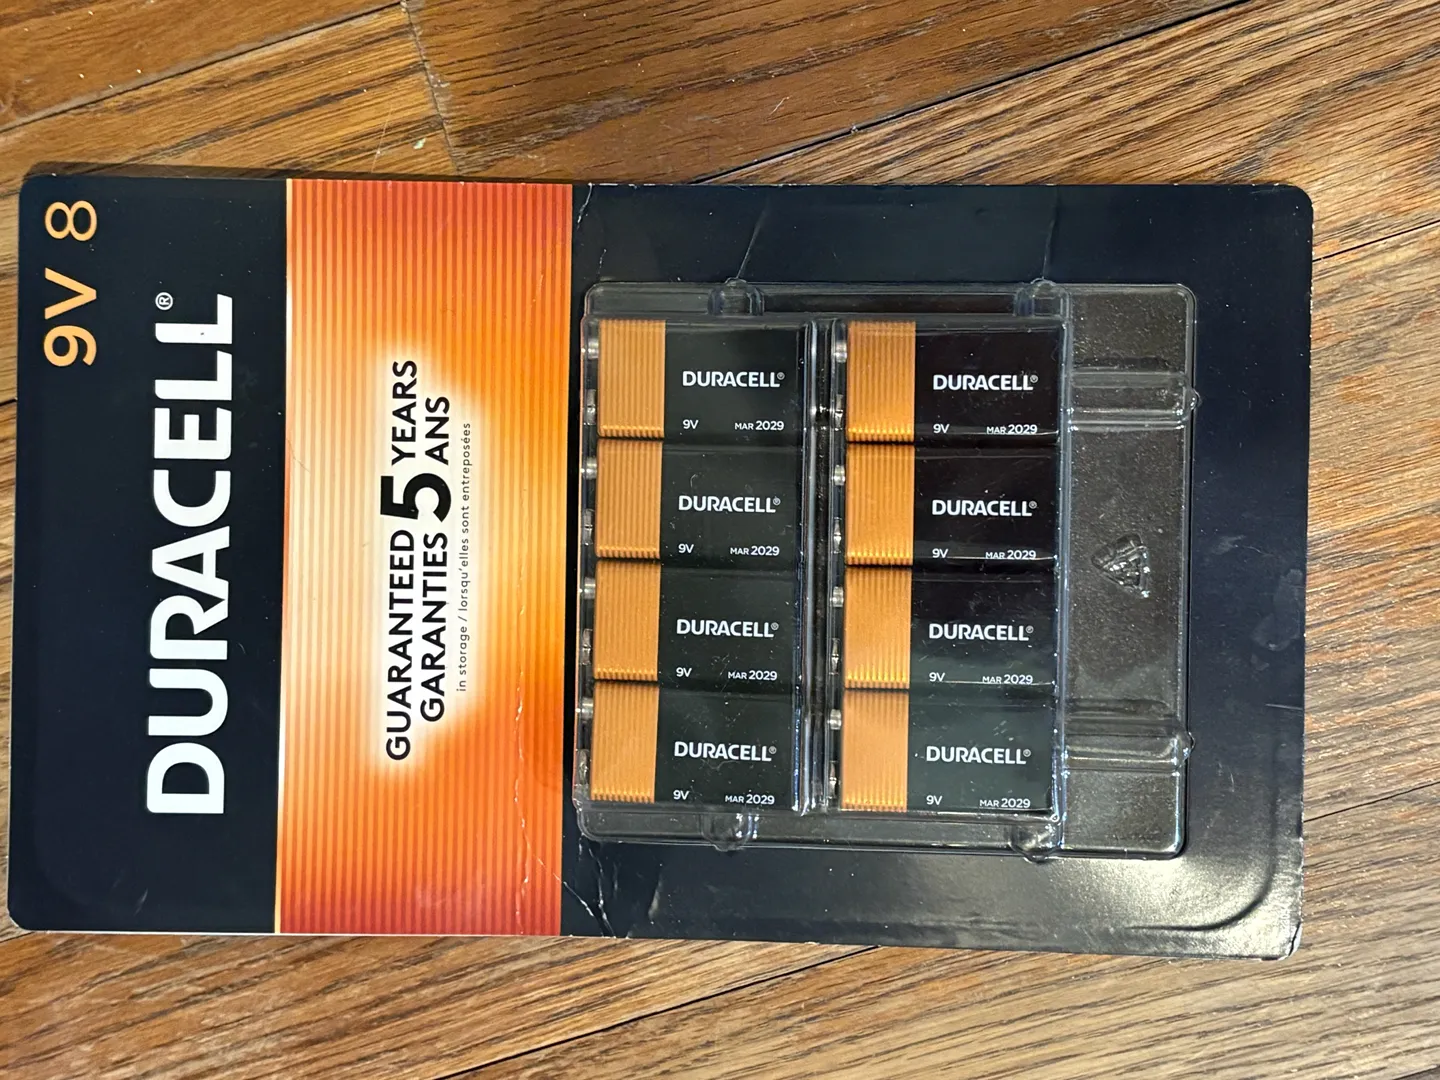 9V 8
DURACELL®
GUARANTEED 5 YEARS
GARANTIES 5 ANS
in storage / lorsqu'elles sont entreposées
DURACELL®
9V MAR 2029
DURACELL®
9V MAR 2029
DURACELL®
9V MAR 2029
DURACELL®
9V MAR 2029
DURACELL®
9V MAR 2029
DURACELL®
9V MAR 2029
DURACELL®
9V MAR 2029
DURACELL®
9V MAR 2029